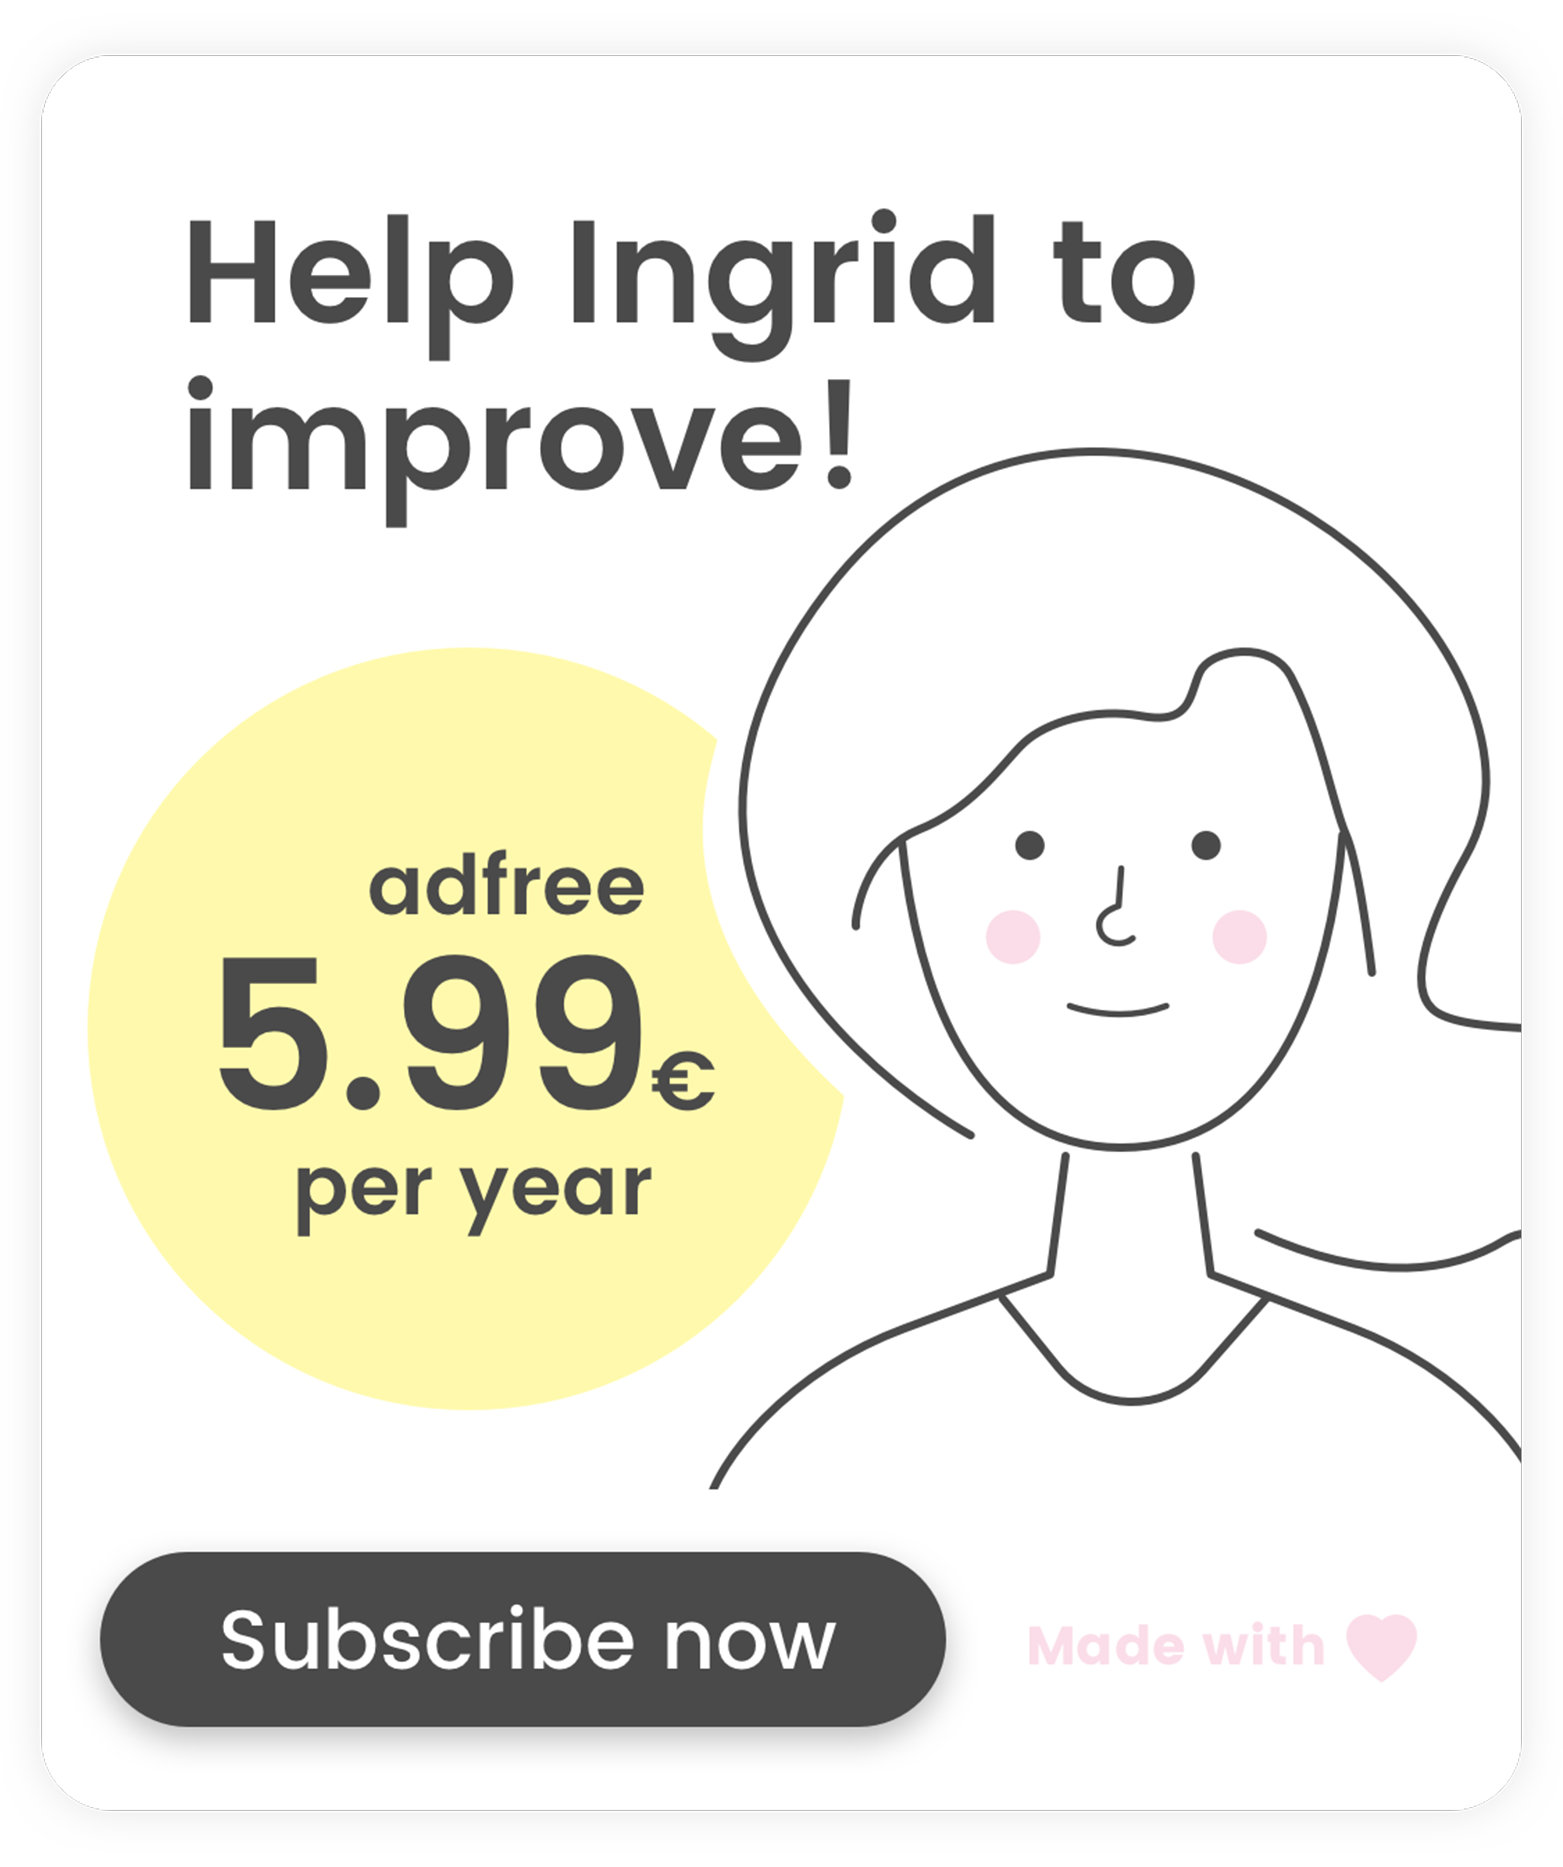 Help Ingrid to
improve!
adfree
5.99€
per year
Subscribe now
Made with